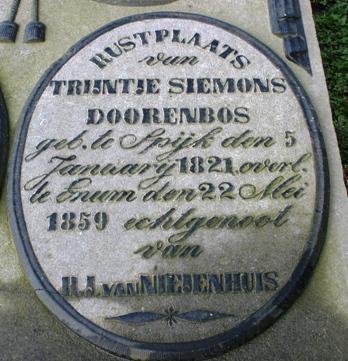 RUSTPLAATS
van
TRIJNTJE SIEMONS
DOORENBOS
geb. te Spijk den 5
January 1821, overl.
te Enum den 22 Mei
1859 echtgenoot
van
R.J. VAN NIEJENHUIS